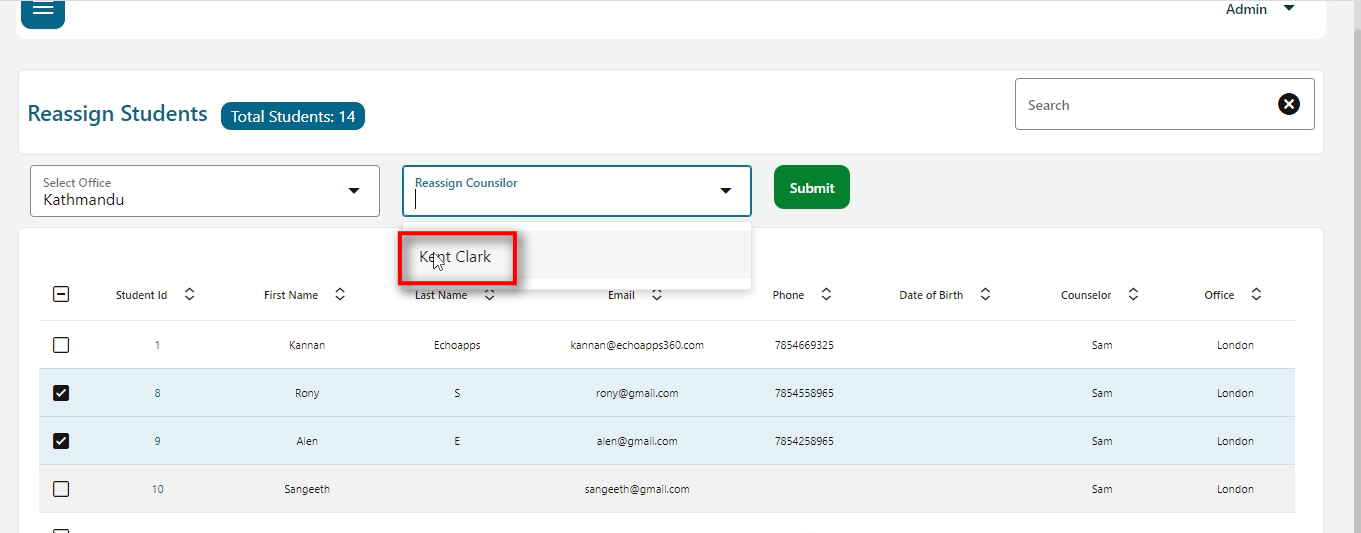 Admin
Reassign Students
Total Students: 14
Search
Select Office
Kathmandu
Reassign Counsilor
Submit
Kent Clark
Student Id First Name Last Name Email Phone Date of Birth Counselor Office
1 Kannan Echoapps kannan@echoapps360.com 7854669325 Sam London
8 Rony S rony@gmail.com 7854558965 Sam London
9 Alen E alen@gmail.com 7854258965 Sam London
10 Sangeeth sangeeth@gmail.com Sam London